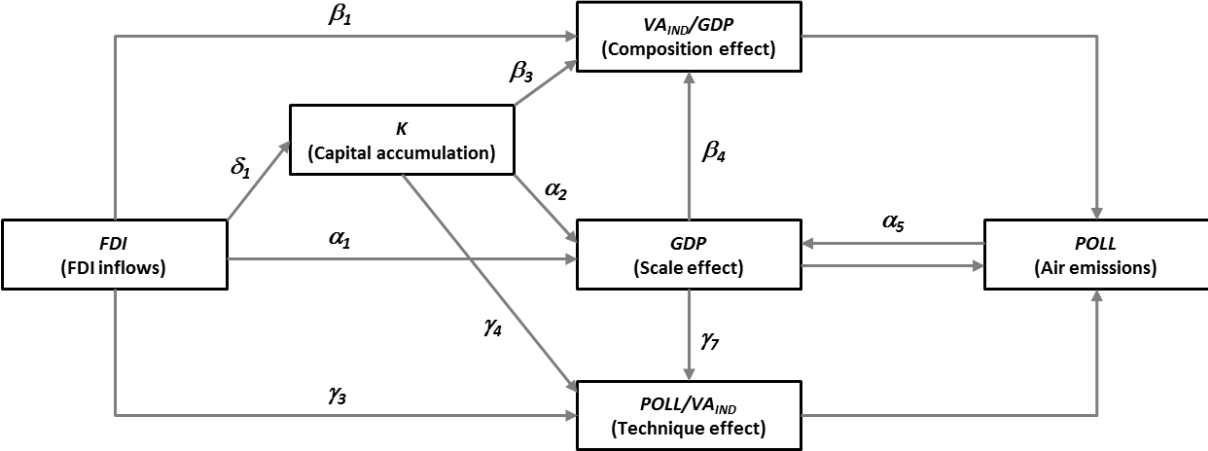 β1
VAIND/GDP
(Composition effect)
β3
K
(Capital accumulation)
δ1
β4
α2
FDI
(FDI inflows)
α1
GDP
(Scale effect)
α5
POLL
(Air emissions)
γ4
γ7
γ3
POLL/VAIND
(Technique effect)